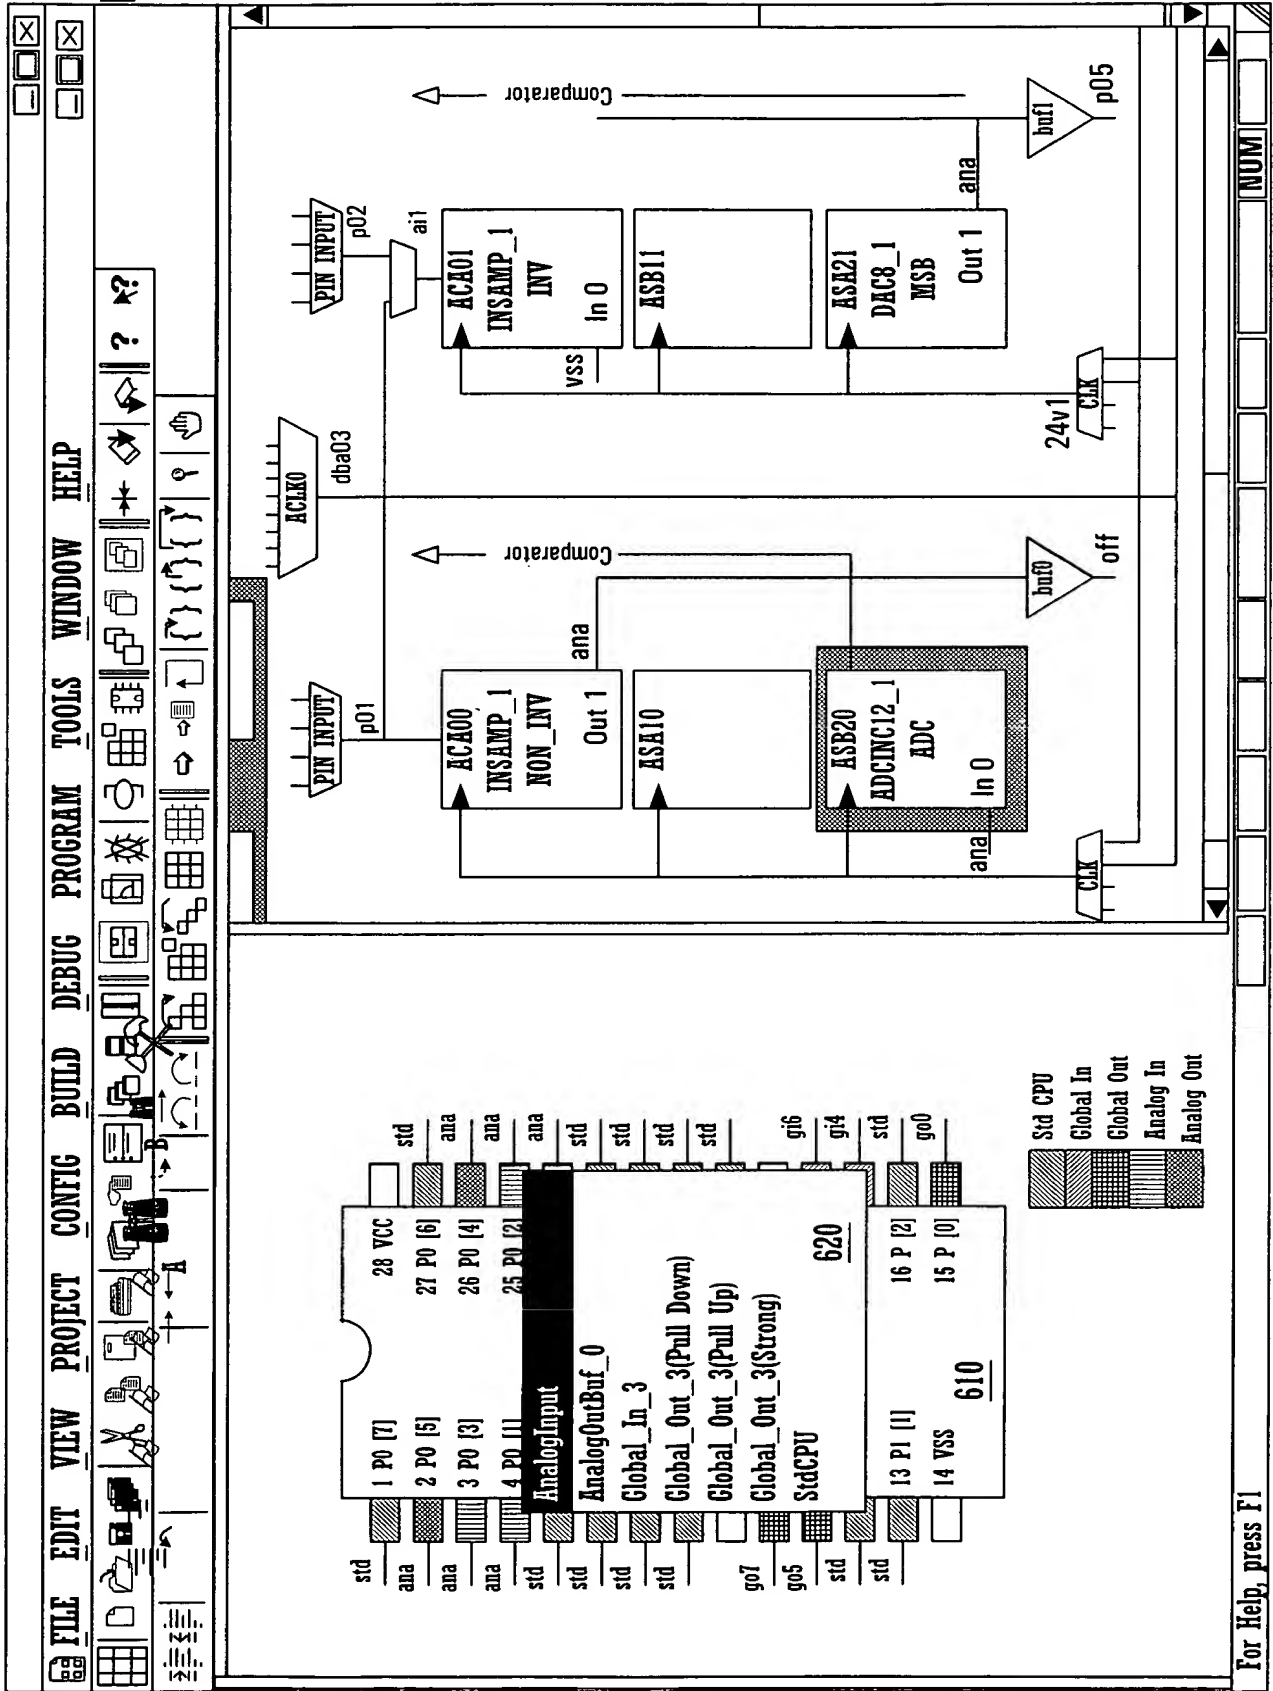 FILE EDIT VIEW PROJECT CONFIG BUILD DEBUG PROGRAM TOOLS WINDOW HELP
? ?
A B
1 P0 [7]
2 P0 [5]
3 P0 [3]
4 P0 [1]
28 VCC
27 P0 [6]
26 P0 [4]
25 P0 [2]
std
ana
ana
ana
std
std
std
std
go7
go5
std
std
std
ana
ana
ana
std
std
std
std
gi6
gi4
std
go0
AnalogInput
AnalogOutBuf_0
Global_In_3
Global_Out_3(Pull Down)
Global_Out_3(Pull Up)
Global_Out_3(Strong)
StdCPU
620
13 P1 [1]
14 VSS
16 P [2]
15 P [0]
610
Std CPU
Global In
Global Out
Analog In
Analog Out
PIN INPUT
p01
ACLK0
dba03
PIN INPUT
p02
ai1
ACA00
INSAMP_1
NON_INV
Out 1
ana
Comparator
ACA01
INSAMP_1
INV
In 0
VSS
Comparator
ASA10
ASB11
ASB20
ADCINC12_1
ADC
In 0
ana
ASA21
DAC8_1
MSB
Out 1
ana
buf0
off
buf1
p05
CLK
24v1
CLK
For Help, press F1
NUM